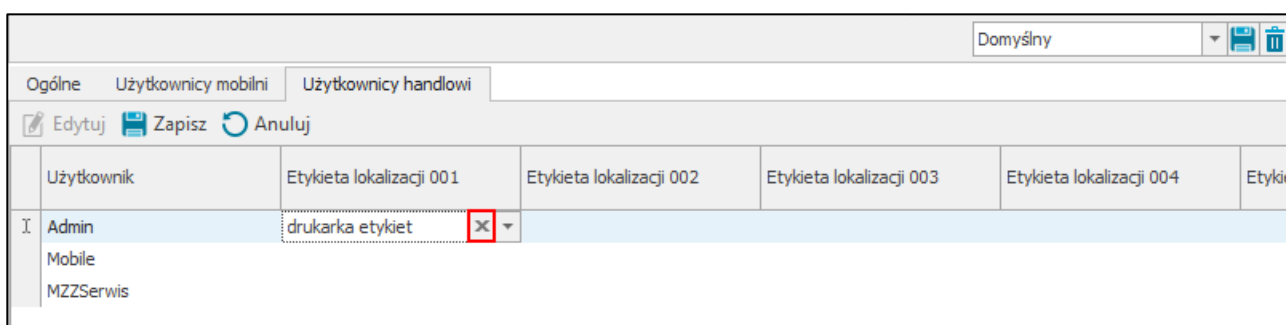 Domyślny
Ogólne Użytkownicy mobilni Użytkownicy handlowi
Edytuj Zapisz Anuluj
Użytkownik Etykieta lokalizacji 001 Etykieta lokalizacji 002 Etykieta lokalizacji 003 Etykieta lokalizacji 004 Etyki
Admin drukarka etykiet
Mobile
MZZSerwis